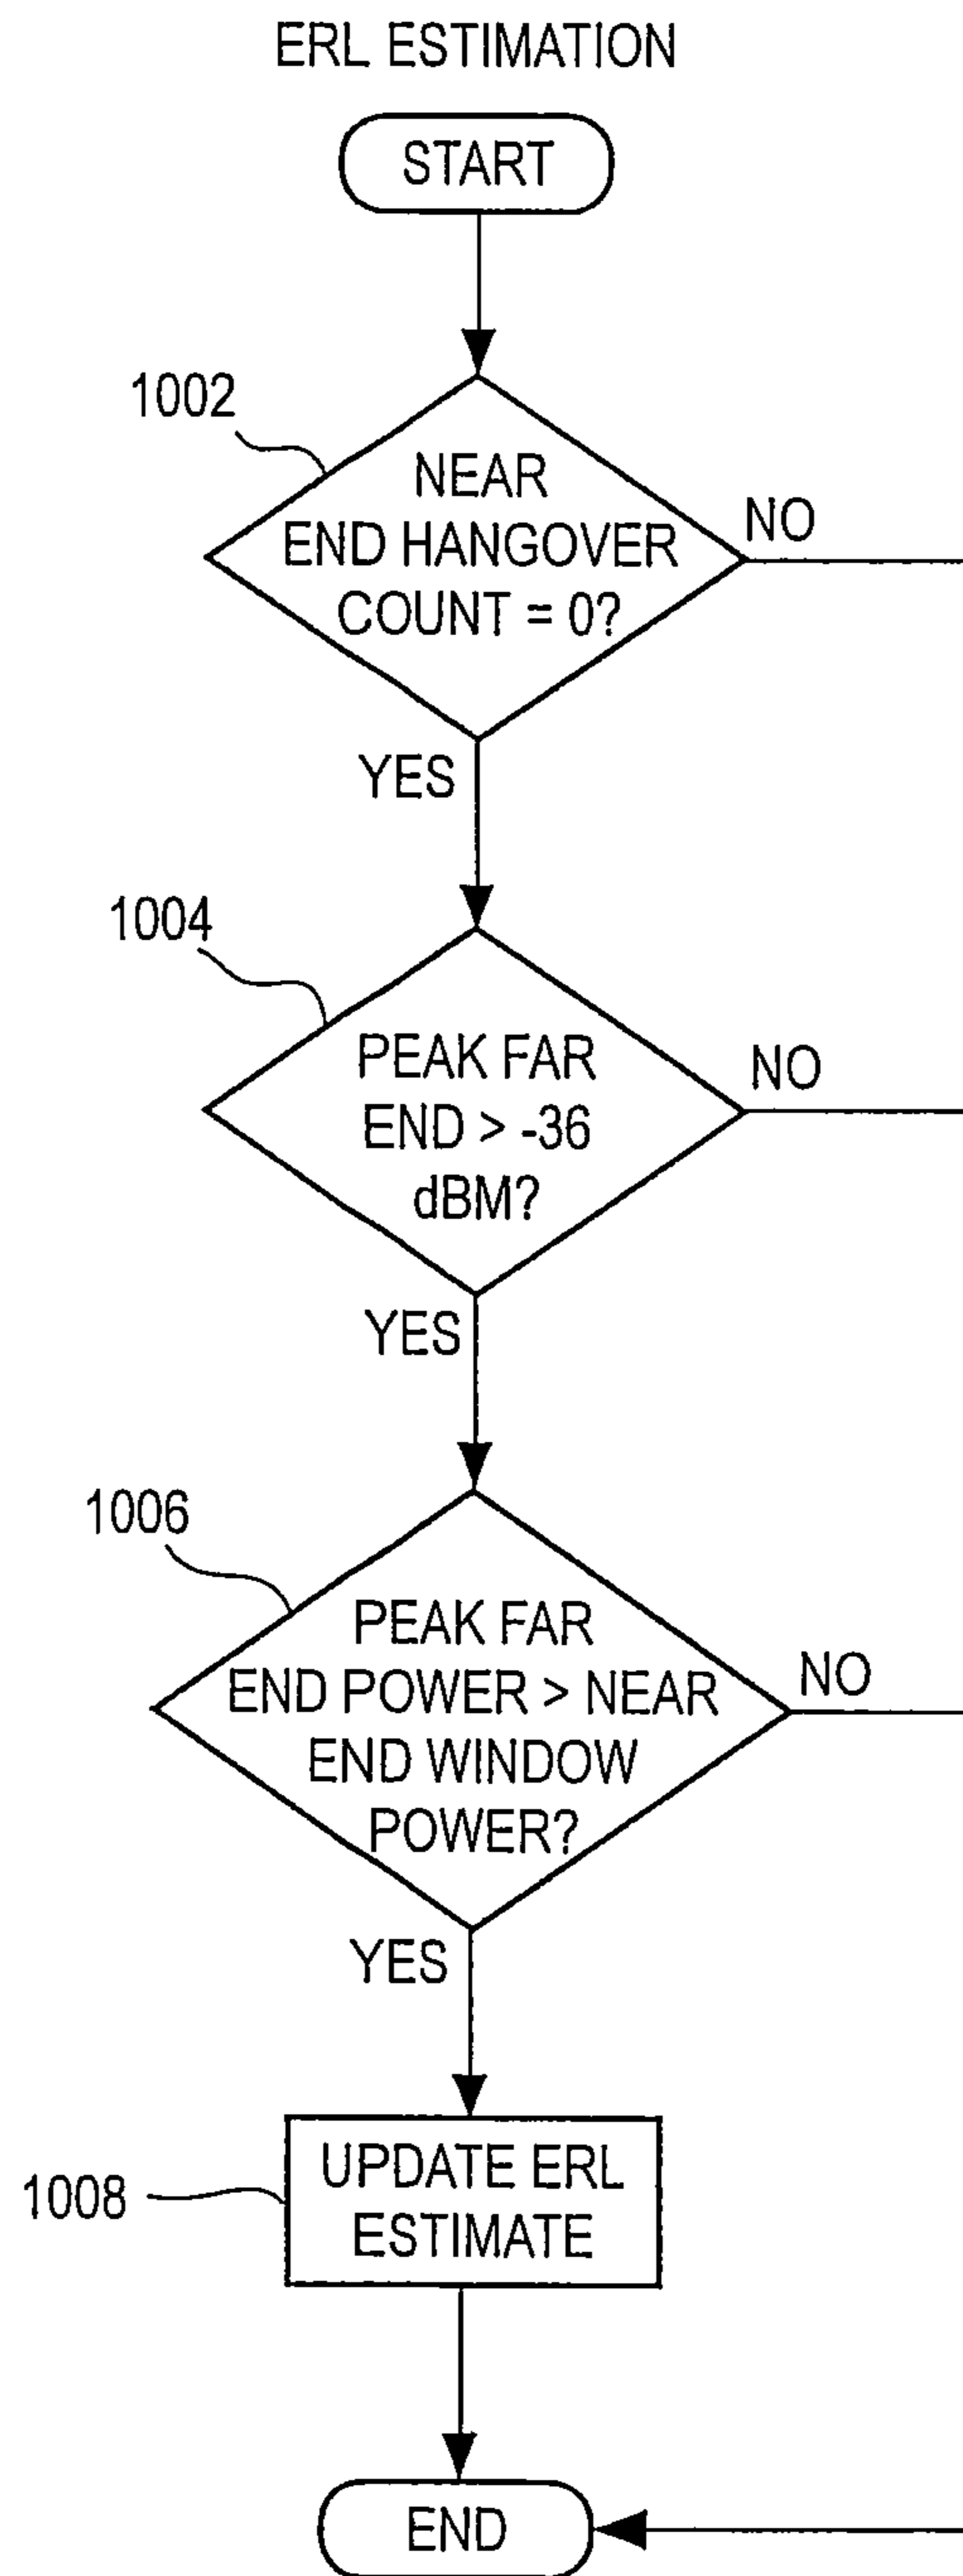 ERL ESTIMATION
START
1002
NEAR
END HANGOVER
COUNT = 0?
NO
YES
1004
PEAK FAR
END > -36
dBM?
NO
YES
1006
PEAK FAR
END POWER > NEAR
END WINDOW
POWER?
NO
YES
1008
UPDATE ERL
ESTIMATE
END